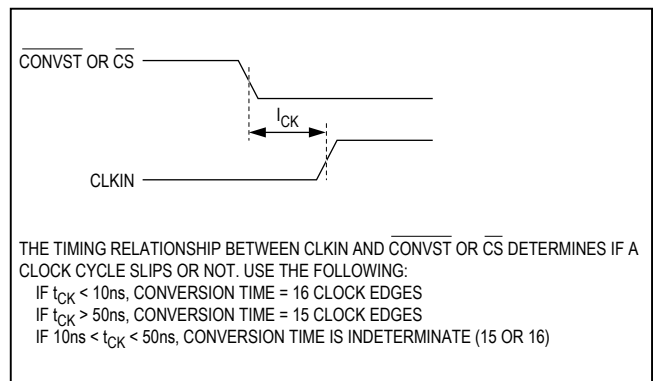 CONVST OR CS
lCK
CLKIN
THE TIMING RELATIONSHIP BETWEEN CLKIN AND CONVST OR CS DETERMINES IF A
CLOCK CYCLE SLIPS OR NOT. USE THE FOLLOWING:
IF tCK < 10ns, CONVERSION TIME = 16 CLOCK EDGES
IF tCK > 50ns, CONVERSION TIME = 15 CLOCK EDGES
IF 10ns < tCK < 50ns, CONVERSION TIME IS INDETERMINATE (15 OR 16)